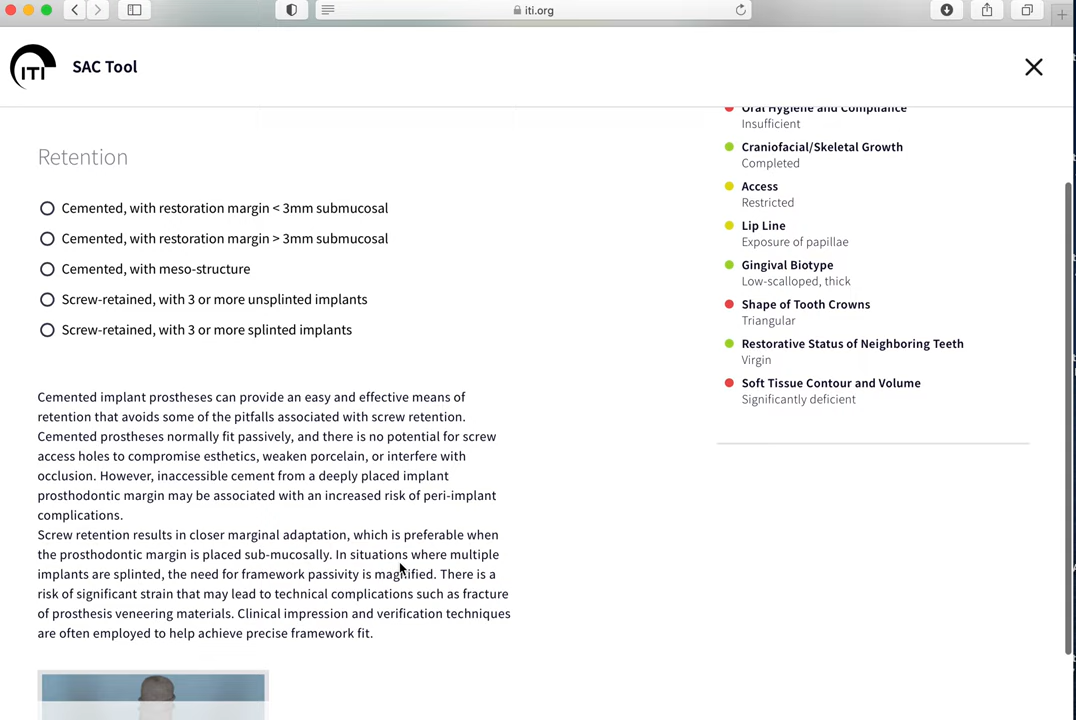 iti.org
ITI
SAC Tool
Retention
Cemented, with restoration margin < 3mm submucosal
Cemented, with restoration margin > 3mm submucosal
Cemented, with meso-structure
Screw-retained, with 3 or more unsplinted implants
Screw-retained, with 3 or more splinted implants
Cemented implant prostheses can provide an easy and effective means of
retention that avoids some of the pitfalls associated with screw retention.
Cemented prostheses normally fit passively, and there is no potential for screw
access holes to compromise esthetics, weaken porcelain, or interfere with
occlusion. However, inaccessible cement from a deeply placed implant
prosthodontic margin may be associated with an increased risk of peri-implant
complications.
Screw retention results in closer marginal adaptation, which is preferable when
the prosthodontic margin is placed sub-mucosally. In situations where multiple
implants are splinted, the need for framework passivity is magnified. There is a
risk of significant strain that may lead to technical complications such as fracture
of prosthesis veneering materials. Clinical impression and verification techniques
are often employed to help achieve precise framework fit.
Oral Hygiene and Compliance
Insufficient
Craniofacial/Skeletal Growth
Completed
Access
Restricted
Lip Line
Exposure of papillae
Gingival Biotype
Low-scalloped, thick
Shape of Tooth Crowns
Triangular
Restorative Status of Neighboring Teeth
Virgin
Soft Tissue Contour and Volume
Significantly deficient